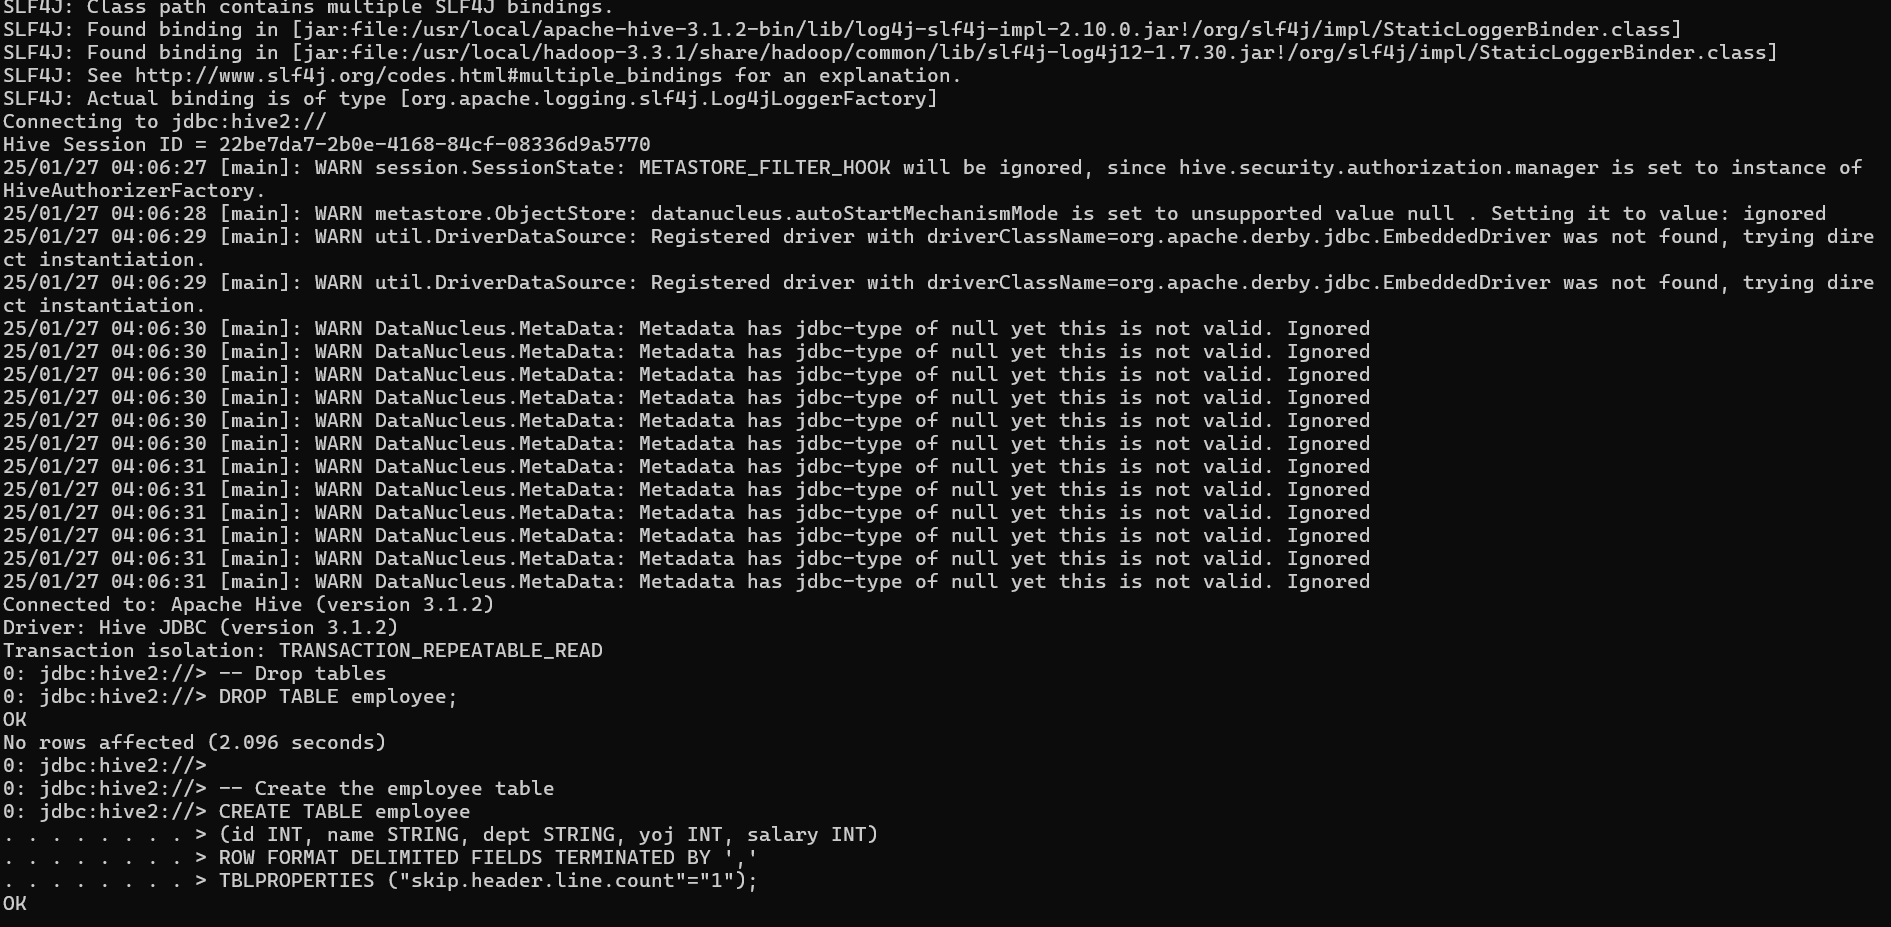 SLF4J: Class path contains multiple SLF4J bindings.
SLF4J: Found binding in [jar:file:/usr/local/apache-hive-3.1.2-bin/lib/log4j-slf4j-impl-2.10.0.jar!/org/slf4j/impl/StaticLoggerBinder.class]
SLF4J: Found binding in [jar:file:/usr/local/hadoop-3.3.1/share/hadoop/common/lib/slf4j-log4j12-1.7.30.jar!/org/slf4j/impl/StaticLoggerBinder.class]
SLF4J: See http://www.slf4j.org/codes.html#multiple_bindings for an explanation.
SLF4J: Actual binding is of type [org.apache.logging.slf4j.Log4jLoggerFactory]
Connecting to jdbc:hive2://
Hive Session ID = 22be7da7-2b0e-4168-84cf-08336d9a5770
25/01/27 04:06:27 [main]: WARN session.SessionState: METASTORE_FILTER_HOOK will be ignored, since hive.security.authorization.manager is set to instance of
HiveAuthorizerFactory.
25/01/27 04:06:28 [main]: WARN metastore.ObjectStore: datanucleus.autoStartMechanismMode is set to unsupported value null . Setting it to value: ignored
25/01/27 04:06:29 [main]: WARN util.DriverDataSource: Registered driver with driverClassName=org.apache.derby.jdbc.EmbeddedDriver was not found, trying dire
ct instantiation.
25/01/27 04:06:29 [main]: WARN util.DriverDataSource: Registered driver with driverClassName=org.apache.derby.jdbc.EmbeddedDriver was not found, trying dire
ct instantiation.
25/01/27 04:06:30 [main]: WARN DataNucleus.MetaData: Metadata has jdbc-type of null yet this is not valid. Ignored
25/01/27 04:06:30 [main]: WARN DataNucleus.MetaData: Metadata has jdbc-type of null yet this is not valid. Ignored
25/01/27 04:06:30 [main]: WARN DataNucleus.MetaData: Metadata has jdbc-type of null yet this is not valid. Ignored
25/01/27 04:06:30 [main]: WARN DataNucleus.MetaData: Metadata has jdbc-type of null yet this is not valid. Ignored
25/01/27 04:06:30 [main]: WARN DataNucleus.MetaData: Metadata has jdbc-type of null yet this is not valid. Ignored
25/01/27 04:06:30 [main]: WARN DataNucleus.MetaData: Metadata has jdbc-type of null yet this is not valid. Ignored
25/01/27 04:06:31 [main]: WARN DataNucleus.MetaData: Metadata has jdbc-type of null yet this is not valid. Ignored
25/01/27 04:06:31 [main]: WARN DataNucleus.MetaData: Metadata has jdbc-type of null yet this is not valid. Ignored
25/01/27 04:06:31 [main]: WARN DataNucleus.MetaData: Metadata has jdbc-type of null yet this is not valid. Ignored
25/01/27 04:06:31 [main]: WARN DataNucleus.MetaData: Metadata has jdbc-type of null yet this is not valid. Ignored
25/01/27 04:06:31 [main]: WARN DataNucleus.MetaData: Metadata has jdbc-type of null yet this is not valid. Ignored
25/01/27 04:06:31 [main]: WARN DataNucleus.MetaData: Metadata has jdbc-type of null yet this is not valid. Ignored
Connected to: Apache Hive (version 3.1.2)
Driver: Hive JDBC (version 3.1.2)
Transaction isolation: TRANSACTION_REPEATABLE_READ
0: jdbc:hive2://> -- Drop tables
0: jdbc:hive2://> DROP TABLE employee;
OK
No rows affected (2.096 seconds)
0: jdbc:hive2://>
0: jdbc:hive2://> -- Create the employee table
0: jdbc:hive2://> CREATE TABLE employee
. . . . . . . . > (id INT, name STRING, dept STRING, yoj INT, salary INT)
. . . . . . . . > ROW FORMAT DELIMITED FIELDS TERMINATED BY ','
. . . . . . . . > TBLPROPERTIES ("skip.header.line.count"="1");
OK